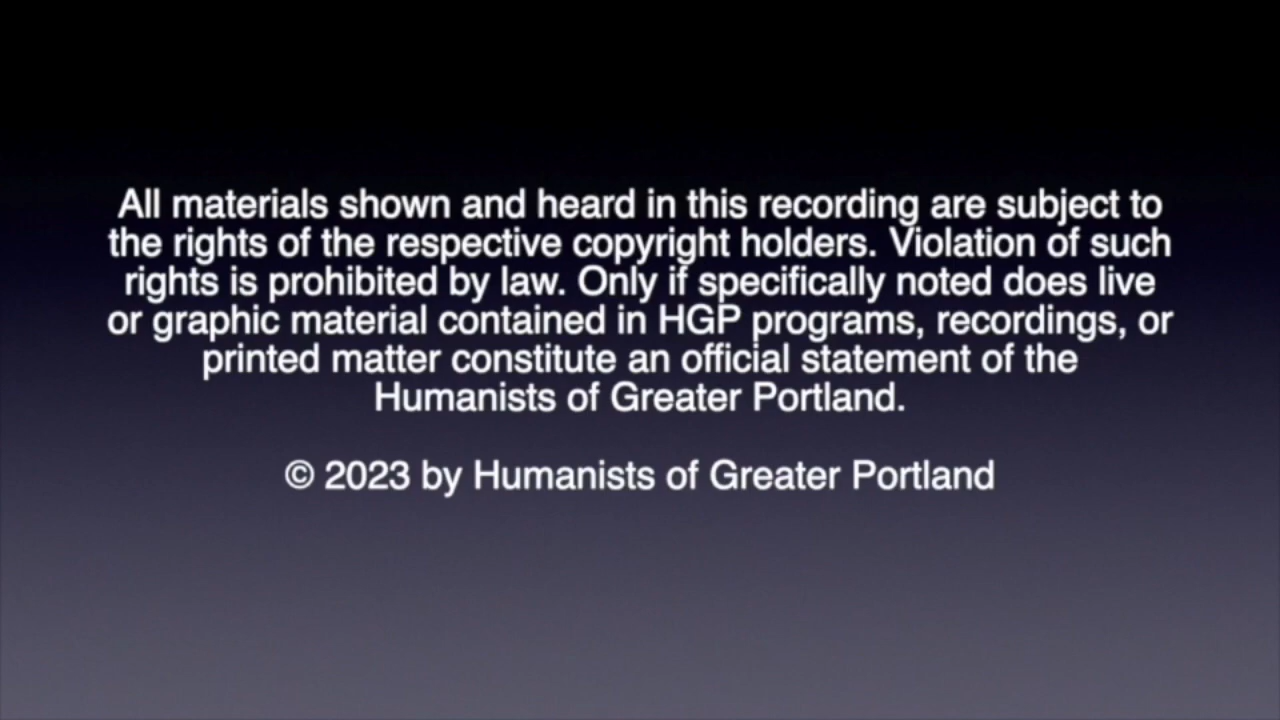 All materials shown and heard in this recording are subject to
the rights of the respective copyright holders. Violation of such
rights is prohibited by law. Only if specifically noted does live
or graphic material contained in HGP programs, recordings, or
printed matter constitute an official statement of the
Humanists of Greater Portland.
© 2023 by Humanists of Greater Portland